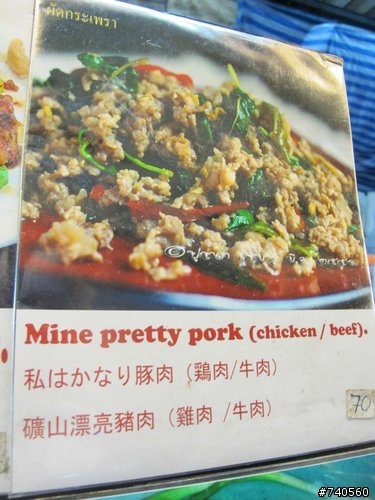 ผัดกระเพรา
Mine pretty pork (chicken / beef).
私はかなり豚肉（鶏肉/牛肉）
礦山漂亮豬肉（雞肉 /牛肉）
70
#740560